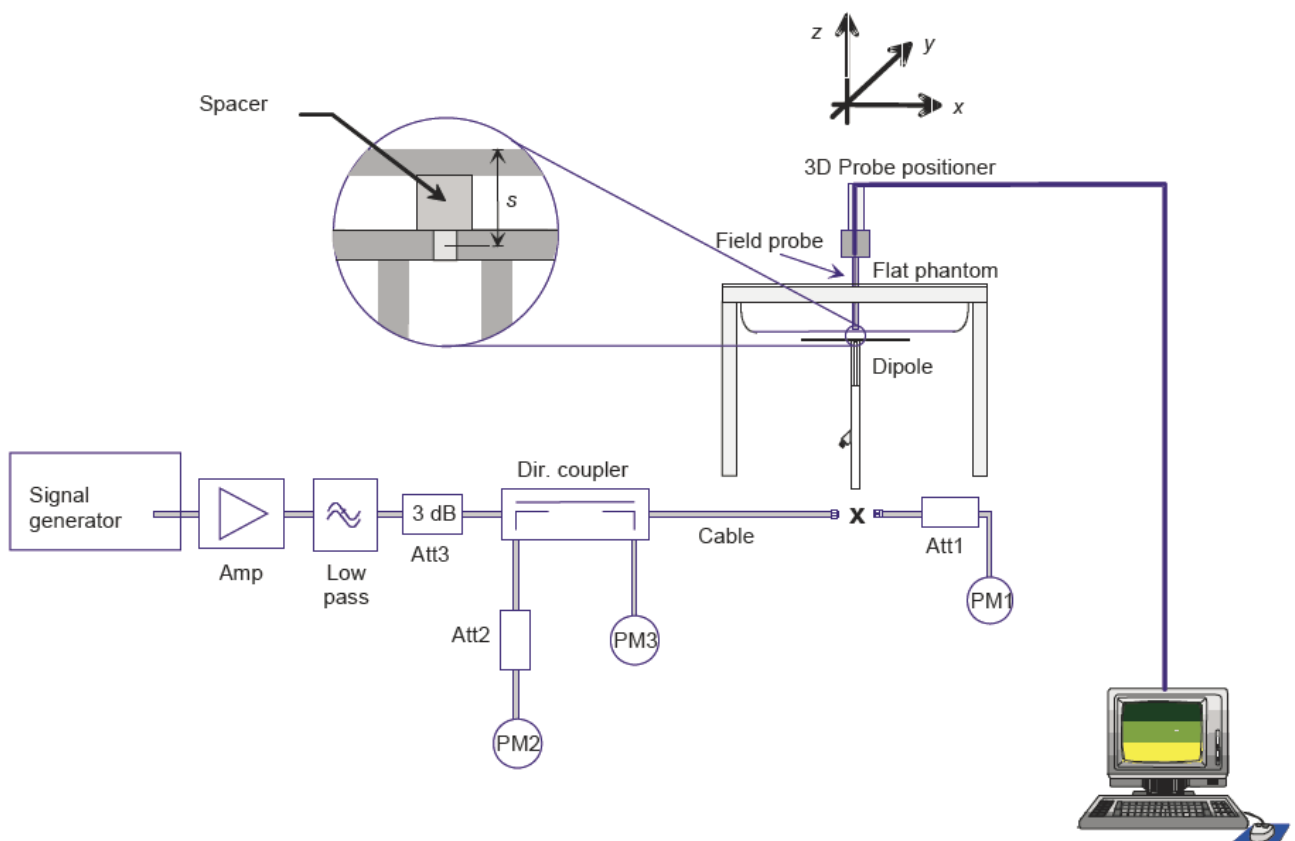 z
y
x
Spacer
s
3D Probe positioner
Field probe
Flat phantom
Dipole
Signal
generator
Amp
Low
pass
3 dB
Att3
Dir. coupler
Cable
x
Att1
PM1
Att2
PM3
PM2